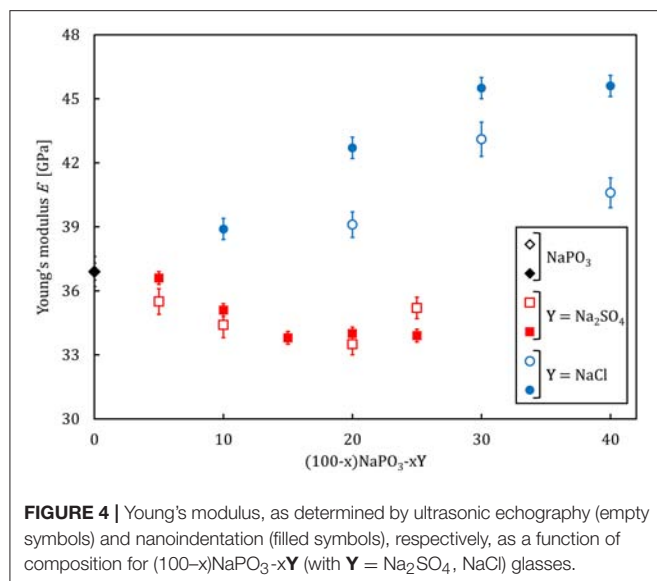 48
45
42
39
36
33
30
Young's modulus E [GPa]
0 10 20 30 40
(100-x)NaPO₃-xY
NaPO₃
Y = Na₂SO₄
Y = NaCl
FIGURE 4 | Young's modulus, as determined by ultrasonic echography (empty
symbols) and nanoindentation (filled symbols), respectively, as a function of
composition for (100–x)NaPO₃-xY (with Y = Na₂SO₄, NaCl) glasses.